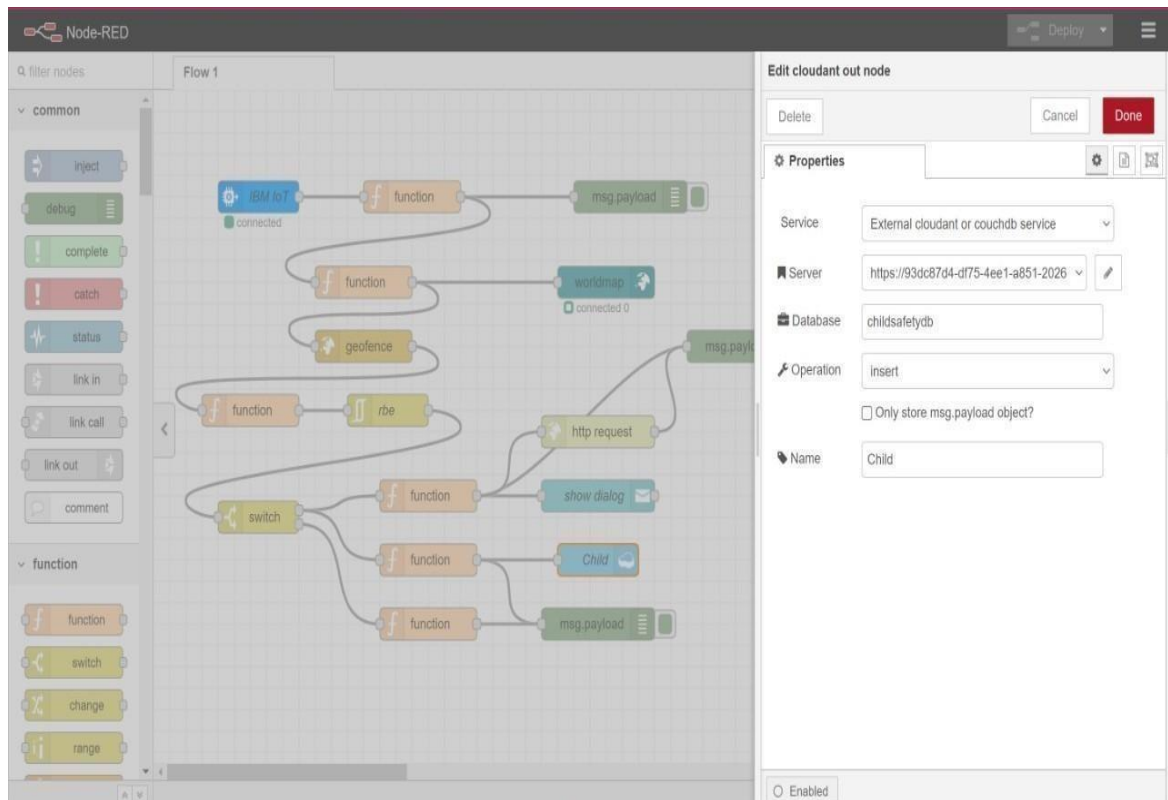 Node-RED
Deploy
filter nodes
Flow 1
Edit cloudant out node
common
Delete
Cancel
Done
Properties
inject
debug
complete
catch
status
link in
link call
link out
comment
function
function
switch
change
range
IBM IoT
connected
function
msg.payload
function
worldmap
connected 0
geofence
msg.paylo
function
rbe
http request
switch
function
show dialog
function
Child
function
msg.payload
Service
External cloudant or couchdb service
Server
https://93dc87d4-df75-4ee1-a851-2026
Database
childsafetydb
Operation
insert
Only store msg.payload object?
Name
Child
Enabled